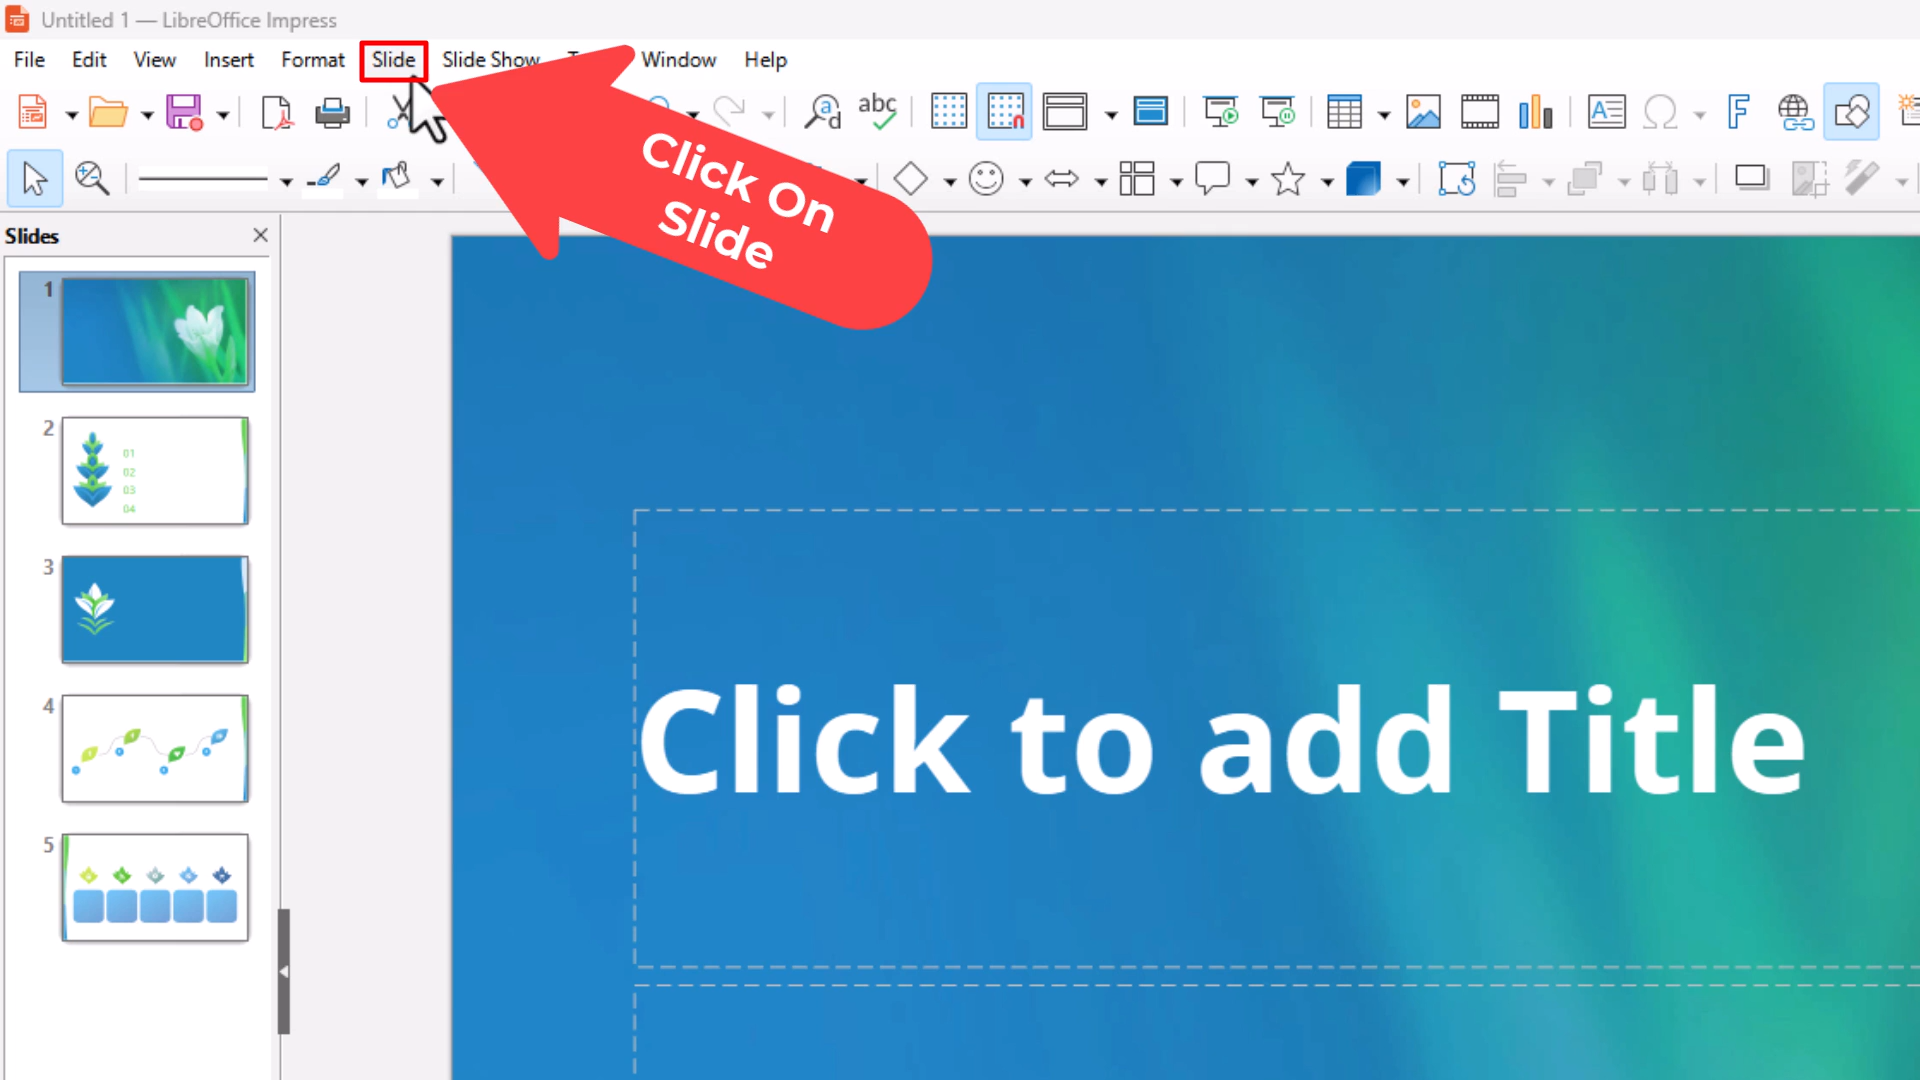 Untitled 1 — LibreOffice Impress
File Edit View Insert Format Slide Slide Show Window Help
abc
Click On
Slide
Slides
1
2
01
02
03
04
3
4
5
Click to add Title